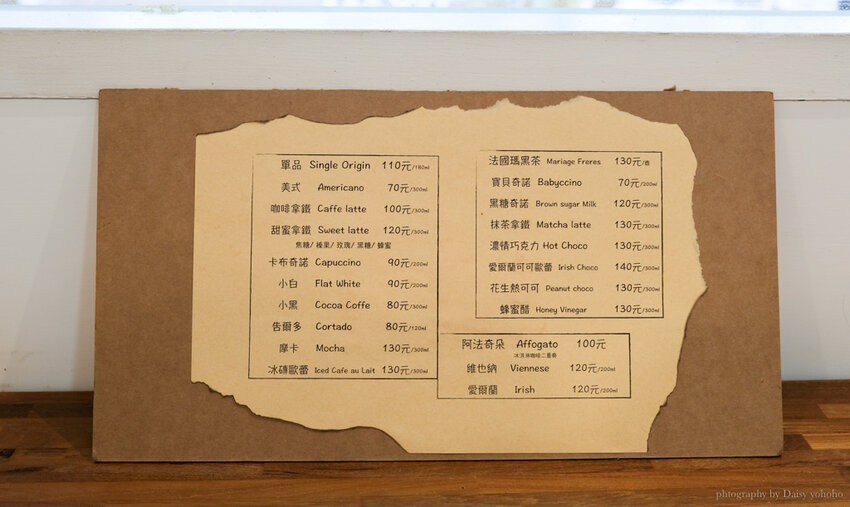 單品 Single Origin 110元/180ml
美式 Americano 70元/300ml
咖啡拿鐵 Caffe latte 100元/300ml
甜蜜拿鐵 Sweet latte 120元/300ml
焦糖/ 榛果/ 玫瑰/ 黑糖/ 蜂蜜
卡布奇諾 Capuccino 90元/200ml
小白 Flat White 90元/200ml
小黑 Cocoa Coffe 80元/300ml
告爾多 Cortado 80元/120ml
摩卡 Mocha 130元/300ml
冰磚歐蕾 Iced Cafe au Lait 130元/300ml
法國瑪黑茶 Mariage Freres 130元/壺
寶貝奇諾 Babyccino 70元/200ml
黑糖奇諾 Brown sugar Milk 120元/300ml
抹茶拿鐵 Matcha latte 130元/300ml
濃情巧克力 Hot Choco 130元/300ml
愛爾蘭可可歐蕾 Irish Choco 140元/300ml
花生熱可可 Peanut choco 130元/300ml
蜂蜜醋 Honey Vinegar 130元/300ml
阿法奇朵 Affogato 100元
冰淇淋咖啡二重奏
維也納 Viennese 120元/200ml
愛爾蘭 Irish 120元/200ml
phtography by Daisy yohoho